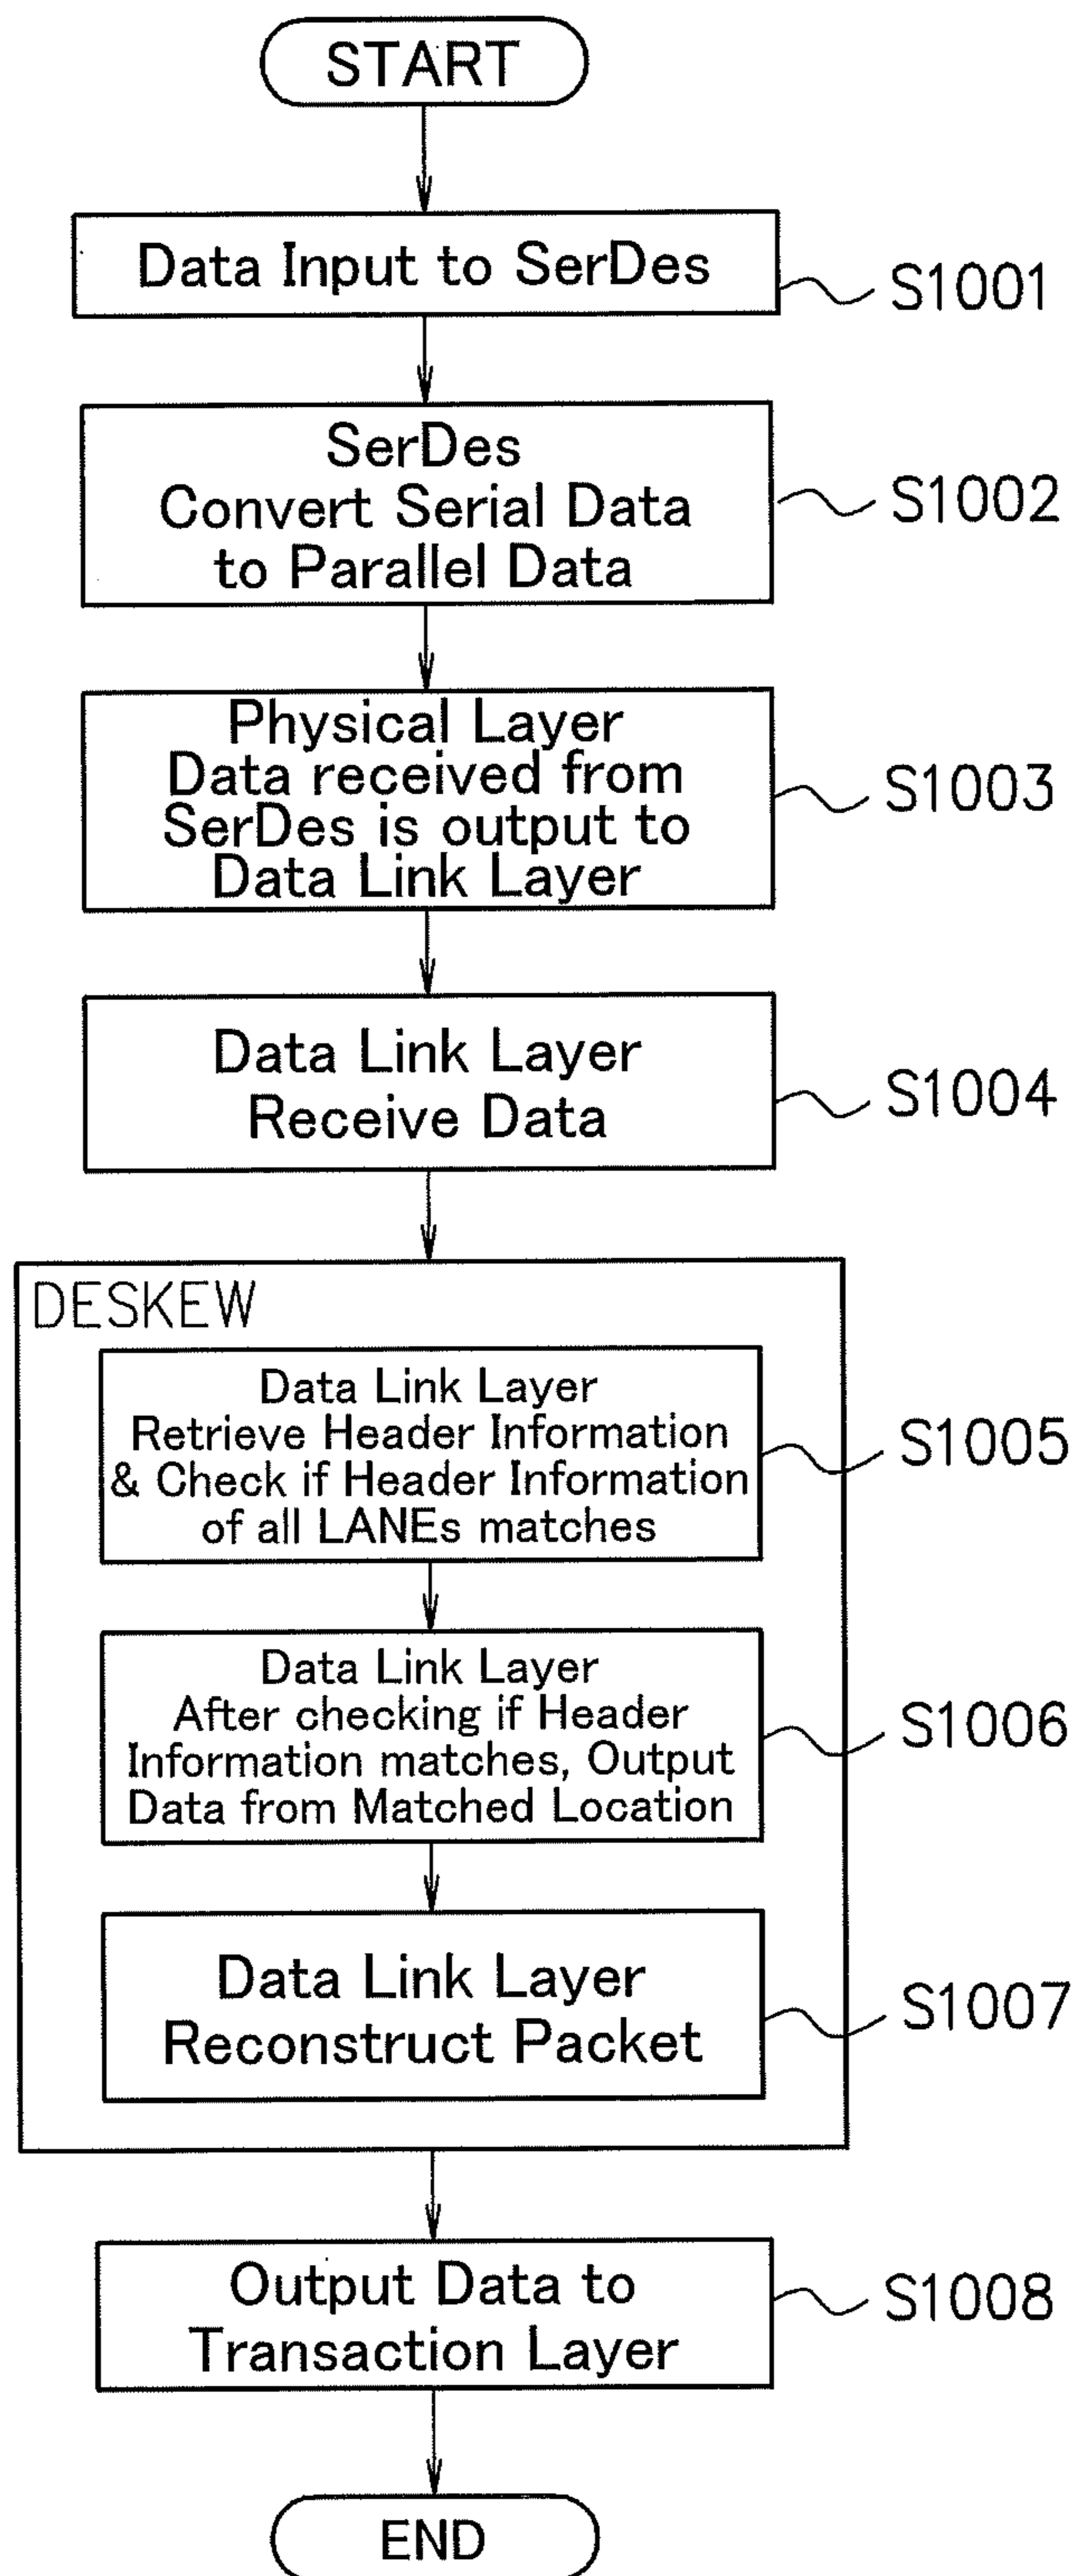 START
Data Input to SerDes
S1001
SerDes
Convert Serial Data
to Parallel Data
S1002
Physical Layer
Data received from
SerDes is output to
Data Link Layer
S1003
Data Link Layer
Receive Data
S1004
DESKEW
Data Link Layer
Retrieve Header Information
& Check if Header Information
of all LANEs matches
S1005
Data Link Layer
After checking if Header
Information matches, Output
Data from Matched Location
S1006
Data Link Layer
Reconstruct Packet
S1007
Output Data to
Transaction Layer
S1008
END